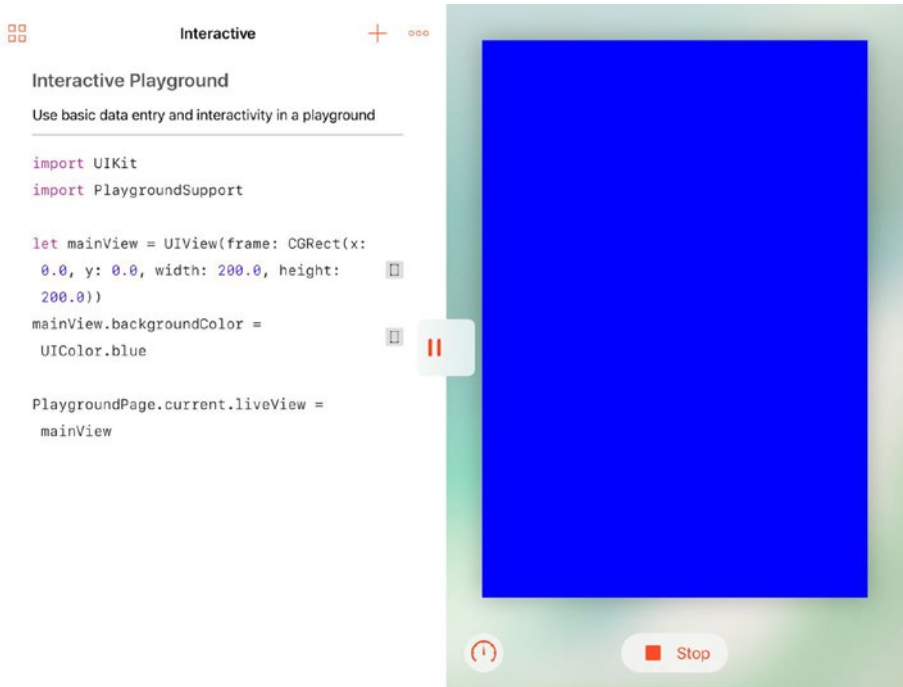 Interactive
Interactive Playground
Use basic data entry and interactivity in a playground
import UIKit
import PlaygroundSupport
let mainView = UIView(frame: CGRect(x:
0.0, y: 0.0, width: 200.0, height:
200.0))
mainView.backgroundColor =
UIColor.blue
PlaygroundPage.current.liveView =
mainView
Stop